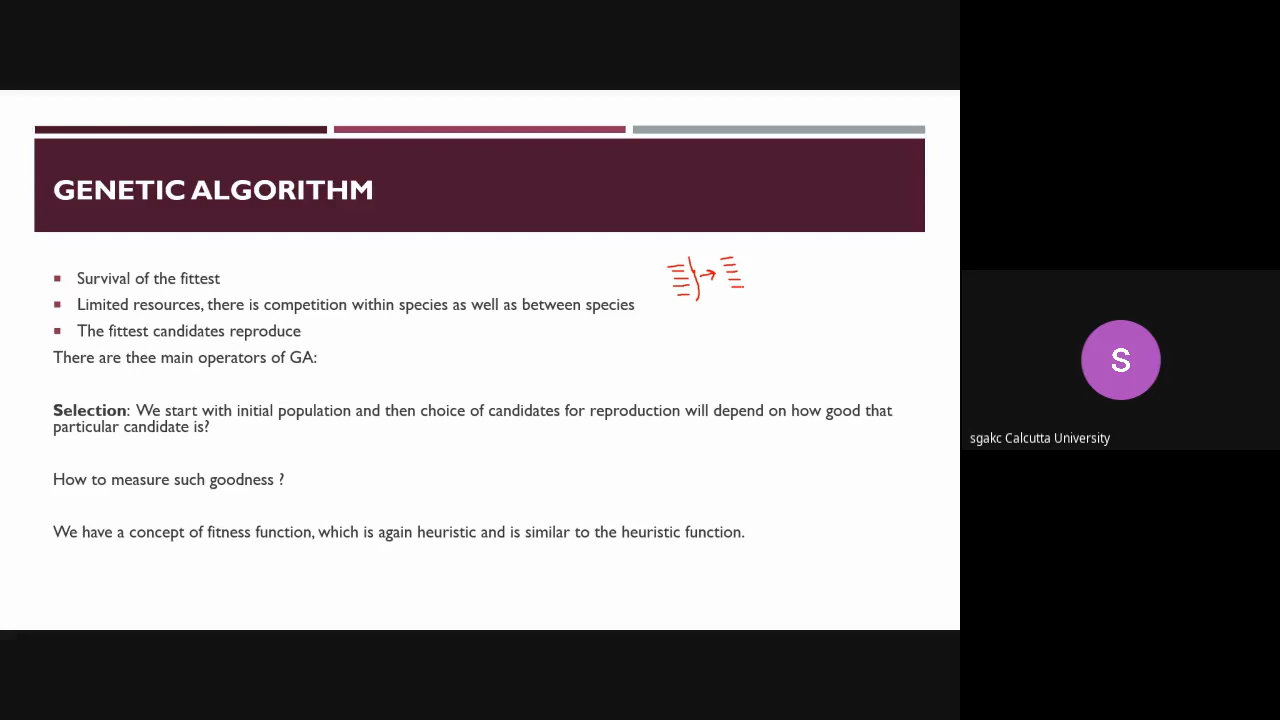 GENETIC ALGORITHM
Survival of the fittest
Limited resources, there is competition within species as well as between species
The fittest candidates reproduce
There are thee main operators of GA:
Selection: We start with initial population and then choice of candidates for reproduction will depend on how good that
particular candidate is?
How to measure such goodness ?
We have a concept of fitness function, which is again heuristic and is similar to the heuristic function.
S
sgakc Calcutta University